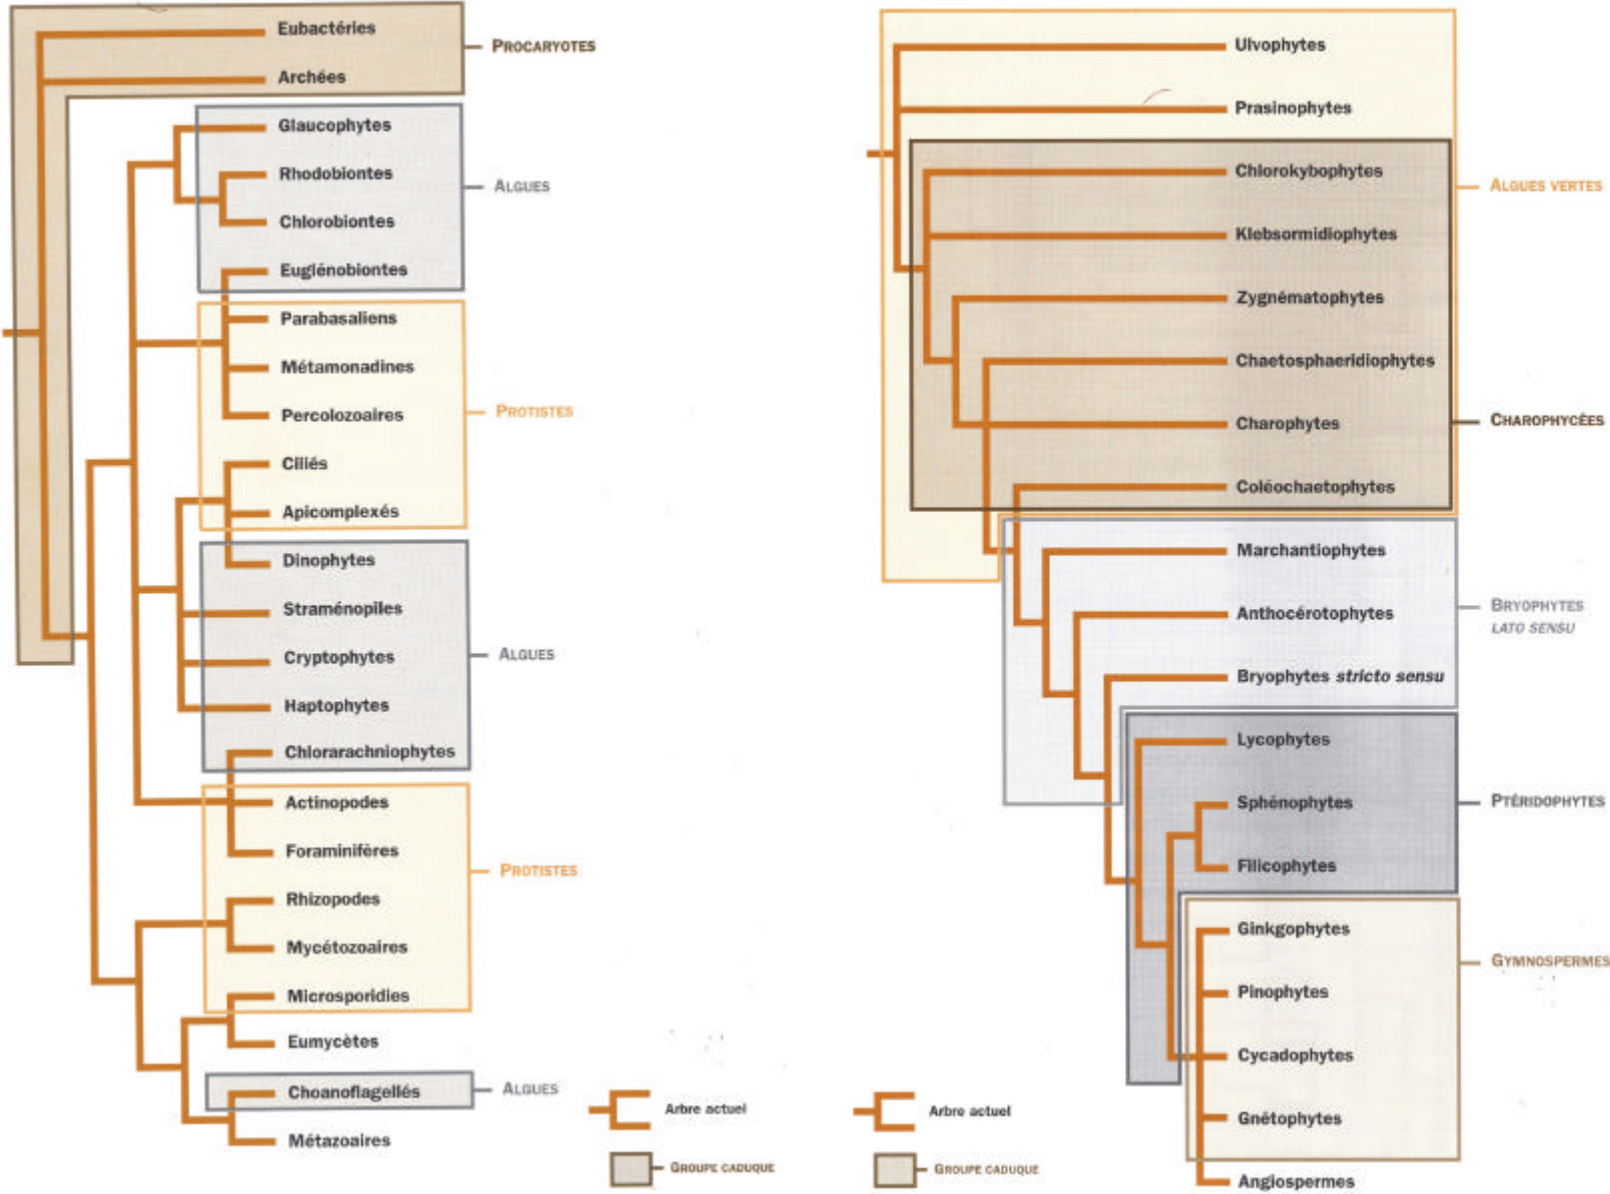 Eubactéries
PROCARYOTES
Archées
Glaucophytes
Rhodobiontes
ALGUES
Chlorobiontes
Euglénobiontes
Parabasaliens
Métamonadines
Percolozoaires
PROTISTES
Ciliés
Apicomplexés
Dinophytes
Straménopiles
Cryptophytes
ALGUES
Haptophytes
Chlorarachniophytes
Actinopodes
Foraminifères
PROTISTES
Rhizopodes
Mycétozoaires
Microsporidies
Eumycètes
Choanoflagellés
ALGUES
Métazoaires
Arbre actuel
GROUPE CADUQUE
Ulvophytes
Prasinophytes
Chlorokybophytes
ALGUES VERTES
Klebsormidiophytes
Zygnématophytes
Chaetosphaeridiophytes
Charophytes
CHAROPHYCÉES
Coléochaetophytes
Marchantiophytes
Anthocérotophytes
BRYOPHYTES
LATO SENSU
Bryophytes stricto sensu
Lycophytes
Sphénophytes
PTÉRIDOPHYTES
Filicophytes
Ginkgophytes
GYMNOSPERMES
Pinophytes
Cycadophytes
Gnétophytes
Angiospermes
Arbre actuel
GROUPE CADUQUE